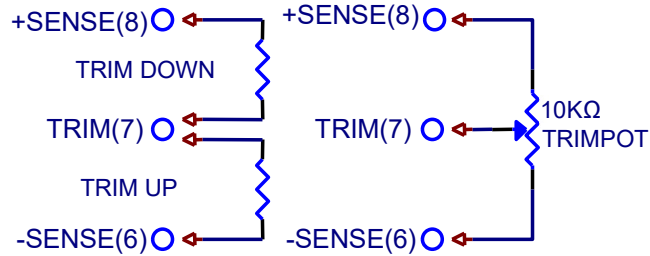 +SENSE(8)
TRIM DOWN
TRIM(7)
TRIM UP
-SENSE(6)
+SENSE(8)
10KΩ
TRIM(7)
TRIMPOT
-SENSE(6)